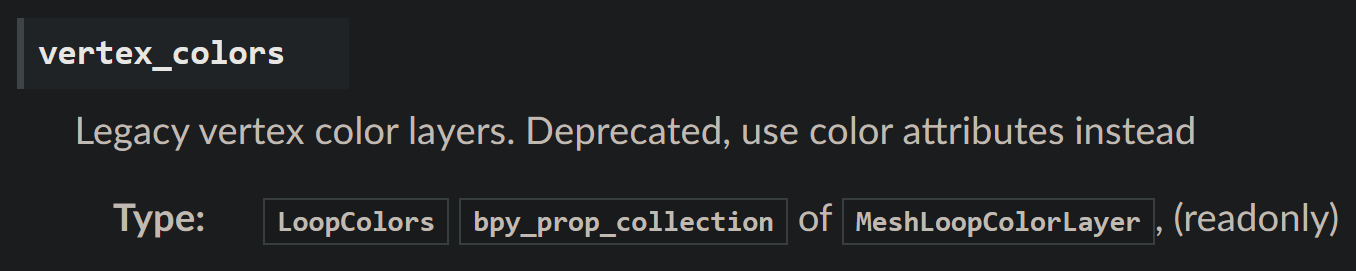 vertex_colors
Legacy vertex color layers. Deprecated, use color attributes instead
Type: LoopColors bpy_prop_collection of MeshLoopColorLayer, (readonly)